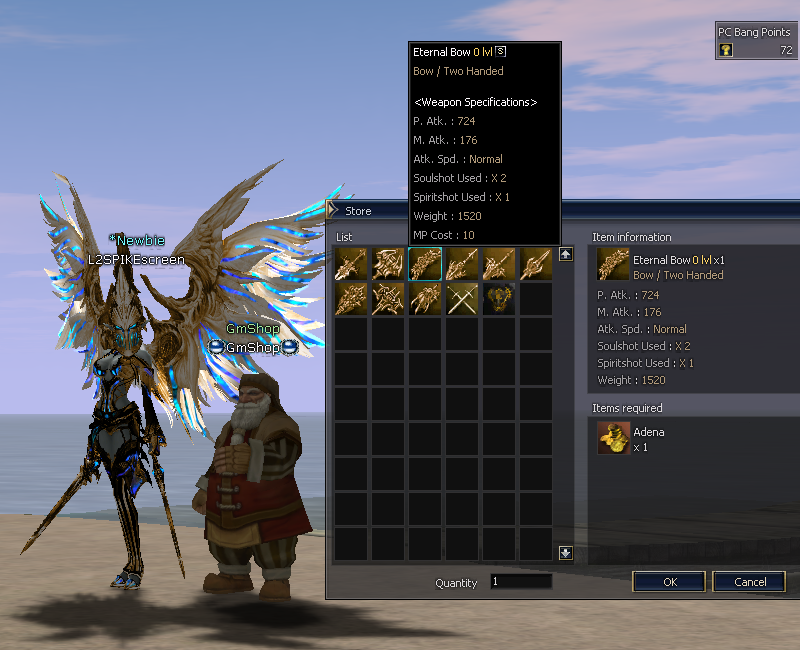 Eternal Bow 0 lvl S
Bow / Two Handed
<Weapon Specifications>
P. Atk. : 724
M. Atk. : 176
Atk. Spd. : Normal
Soulshot Used : X 2
Spiritshot Used : X 1
Weight : 1520
MP Cost : 10
PC Bang Points
72
*Newbie
L2SPIKEscreen
GmShop
GmShop
Store
List
Item information
Eternal Bow 0 lvl x1
Bow / Two Handed
P. Atk. : 724
M. Atk. : 176
Atk. Spd. : Normal
Soulshot Used : X 2
Spiritshot Used : X 1
Weight : 1520
Items required
Adena
x 1
Quantity
1
OK
Cancel